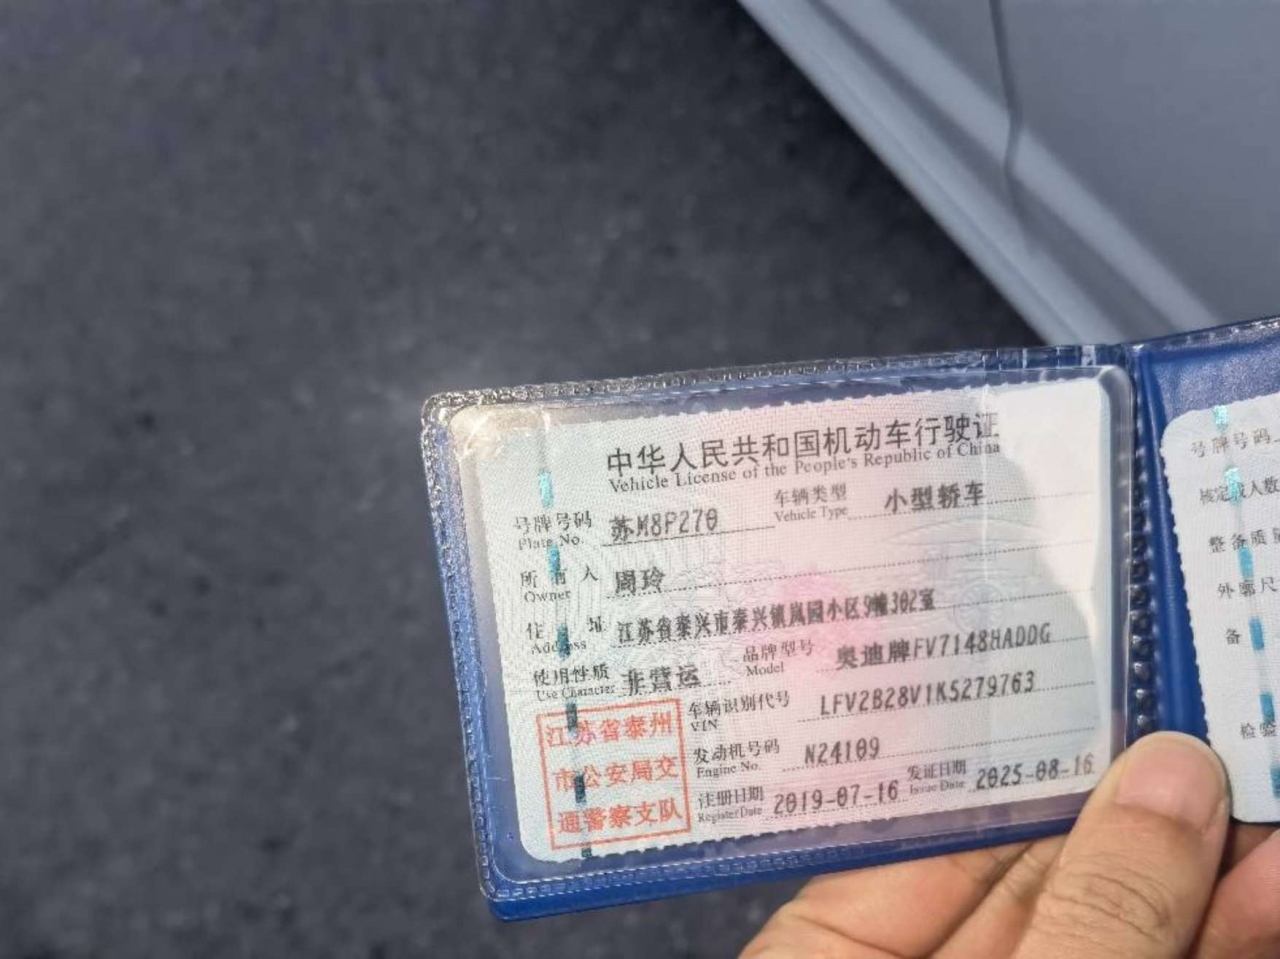 中华人民共和国机动车行驶证
Vehicle License of the People's Republic of China
号牌号码 苏M8P270 车辆类型 小型轿车
Plate No. Vehicle Type
所有人 周玲
Owner
住址 江苏省泰兴市泰兴镇岚园小区9幢302室
Address
使用性质 非营运 品牌型号 奥迪牌FV7148HADDG
Use Character Model
车辆识别代号 LFV2B28V1K5279763
VIN
发动机号码 N24109
Engine No.
注册日期 2019-07-16 发证日期 2025-08-16
Register Date Issue Date
江苏省泰州
市公安局交
通警察支队
号牌号码
核定载人数
整备质量
外廓尺
备
检验